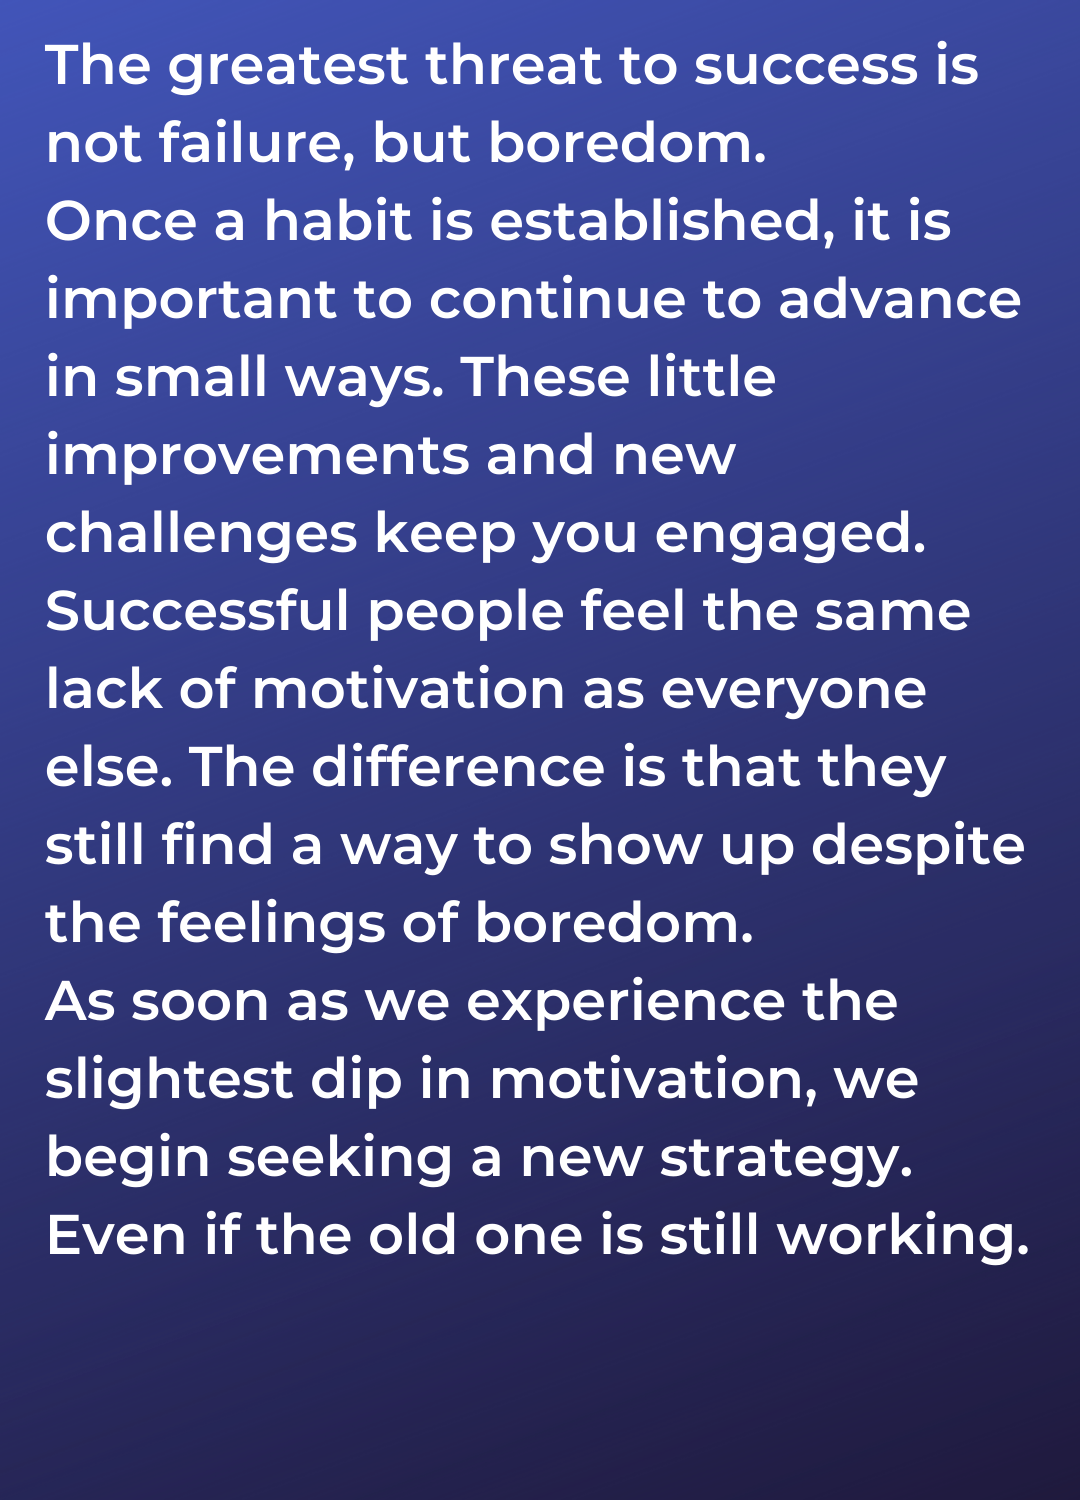 The greatest threat to success is
not failure, but boredom.
Once a habit is established, it is
important to continue to advance
in small ways. These little
improvements and new
challenges keep you engaged.
Successful people feel the same
lack of motivation as everyone
else. The difference is that they
still find a way to show up despite
the feelings of boredom.
As soon as we experience the
slightest dip in motivation, we
begin seeking a new strategy.
Even if the old one is still working.